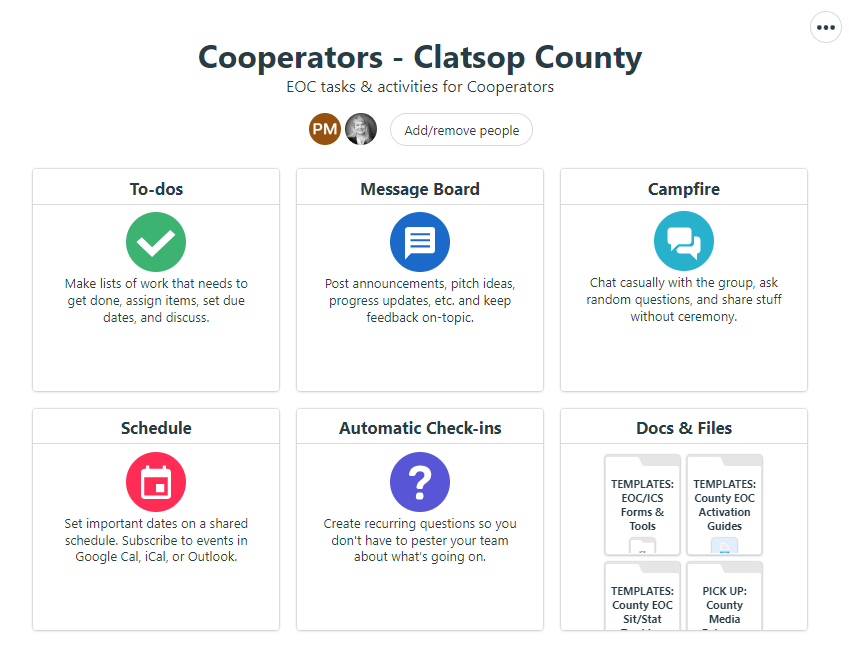 Cooperators - Clatsop County
EOC tasks & activities for Cooperators
PM
Add/remove people
To-dos
Make lists of work that needs to
get done, assign items, set due
dates, and discuss.
Message Board
Post announcements, pitch ideas,
progress updates, etc. and keep
feedback on-topic.
Campfire
Chat casually with the group, ask
random questions, and share stuff
without ceremony.
Schedule
Set important dates on a shared
schedule. Subscribe to events in
Google Cal, iCal, or Outlook.
Automatic Check-ins
?
Create recurring questions so you
don't have to pester your team
about what's going on.
Docs & Files
TEMPLATES:
EOC/ICS
Forms &
Tools
TEMPLATES:
County EOC
Activation
Guides
TEMPLATES:
County EOC
Sit/Stat
PICK UP:
County
Media